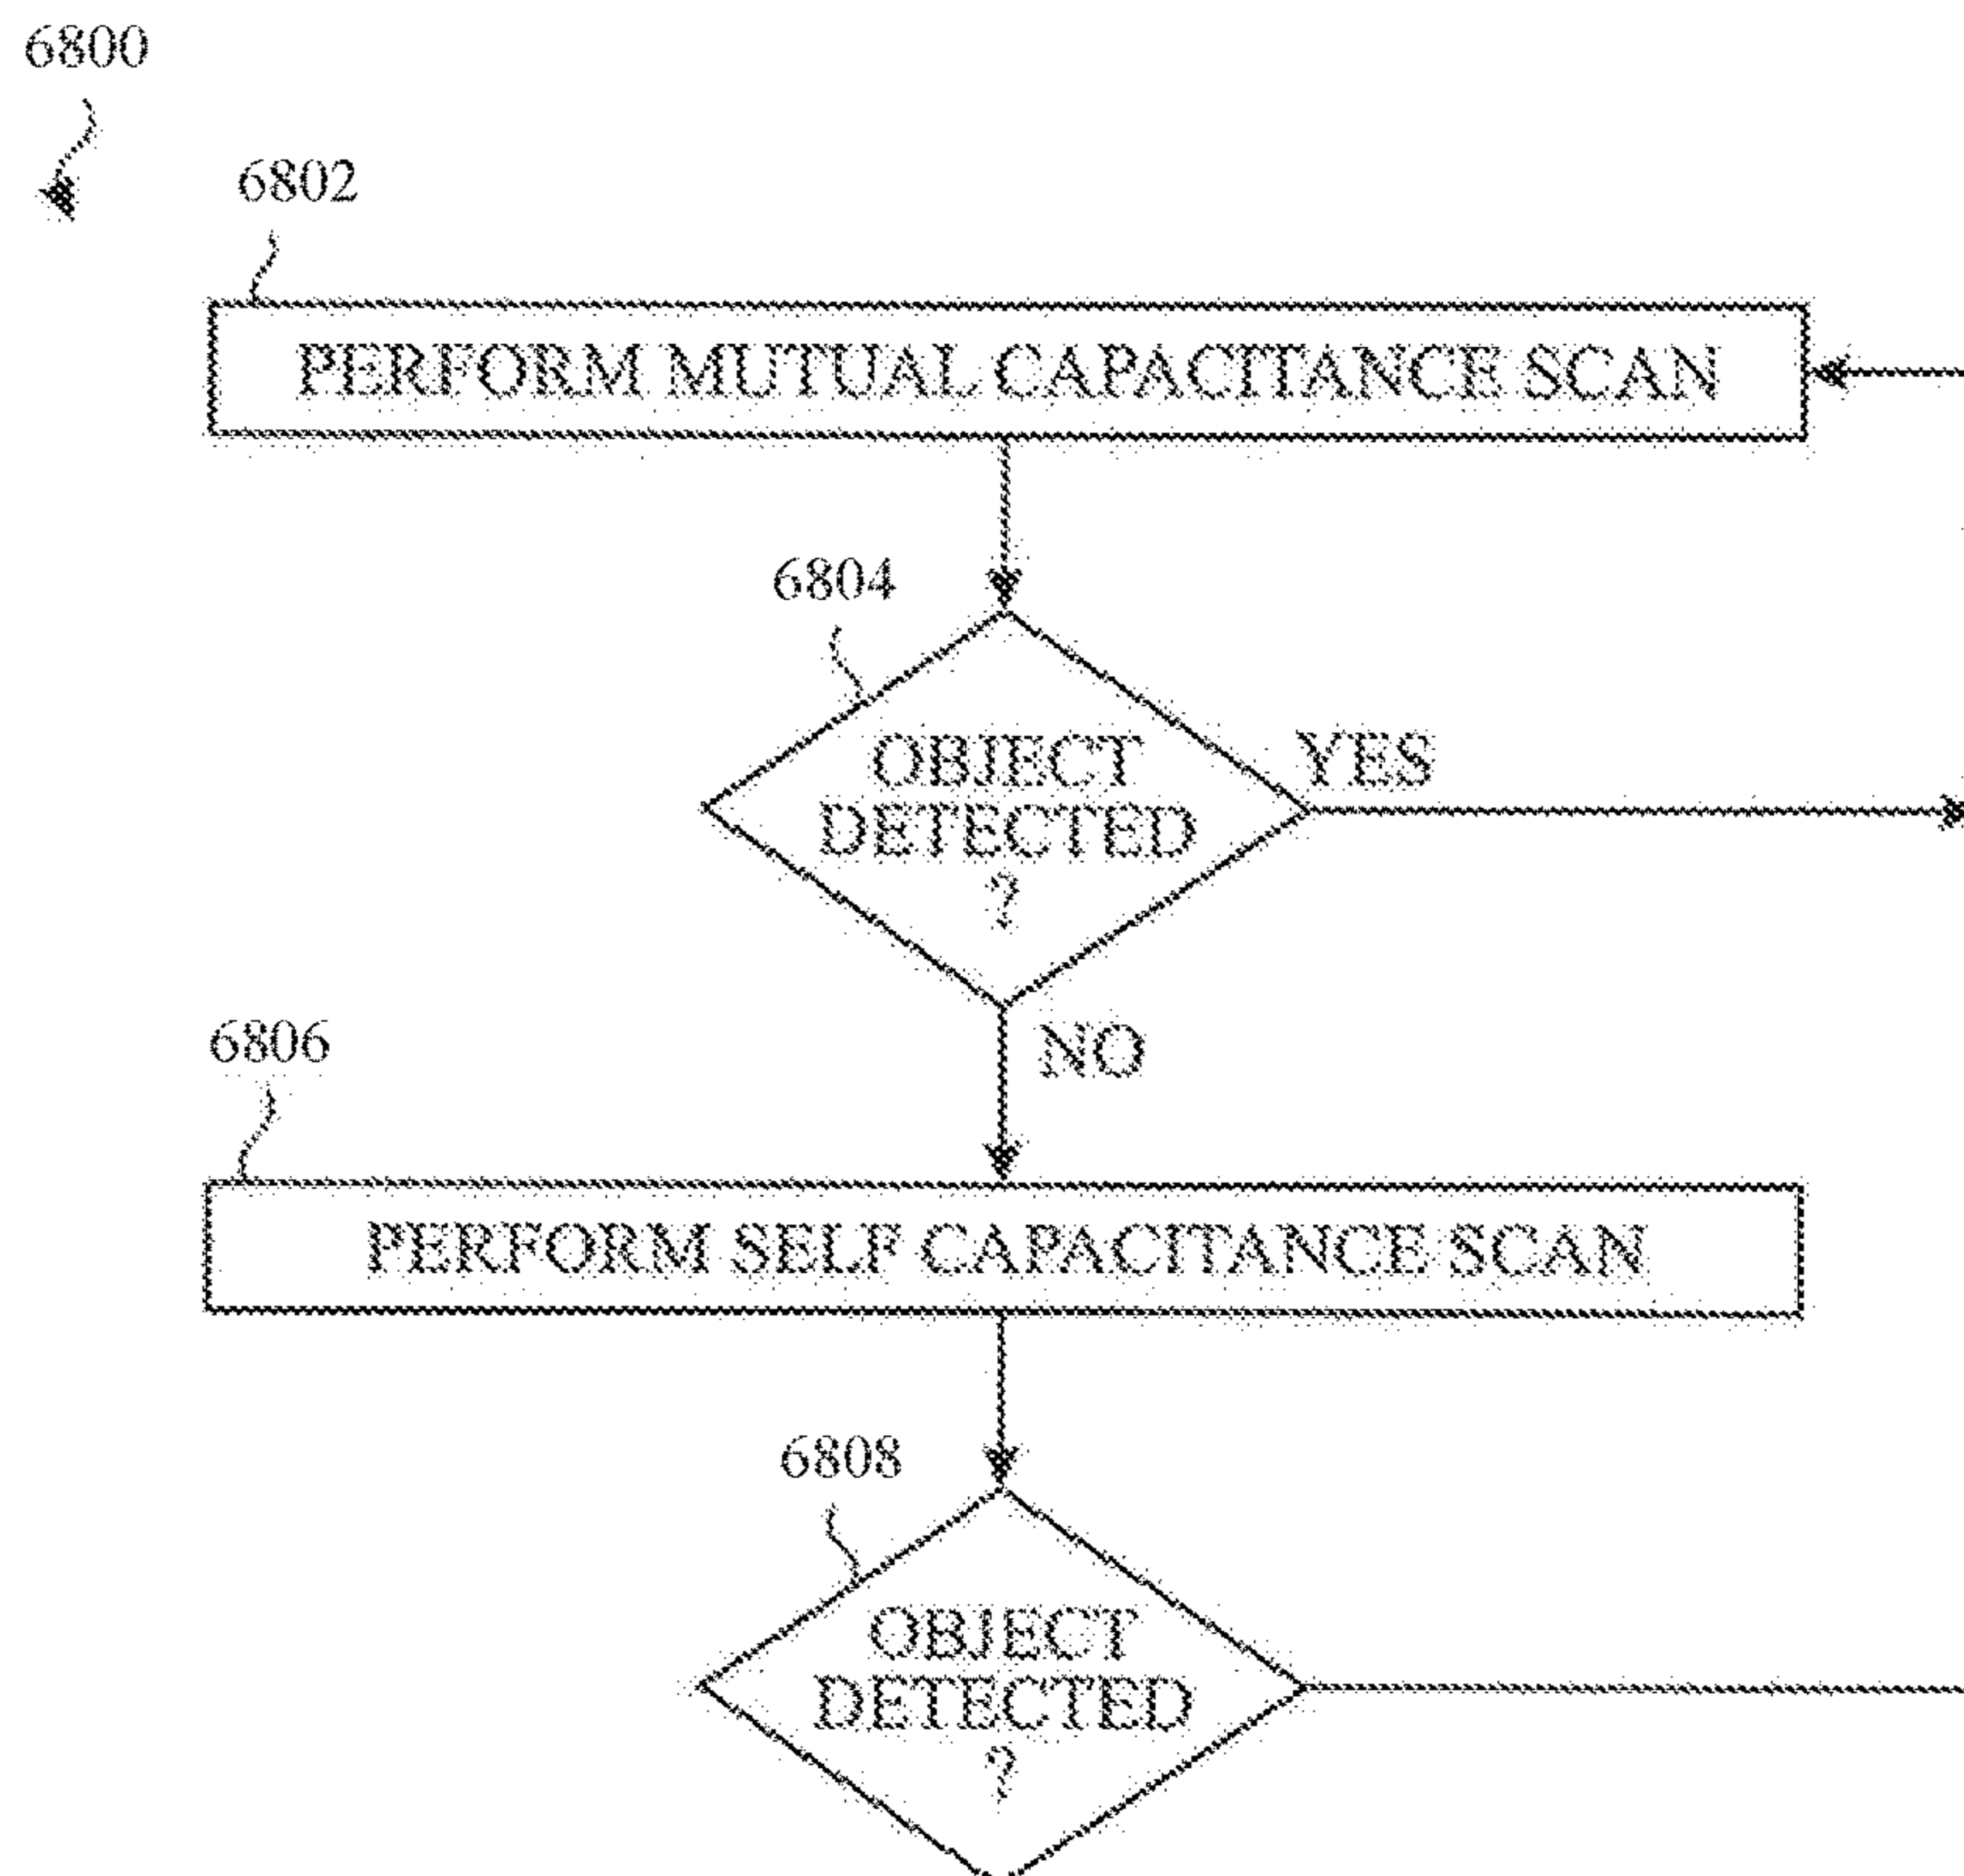 6800
6802
PERFORM MUTUAL CAPACITANCE SCAN
6804
OBJECT
DETECTED
?
YES
NO
6806
PERFORM SELF CAPACITANCE SCAN
6808
OBJECT
DETECTED
?